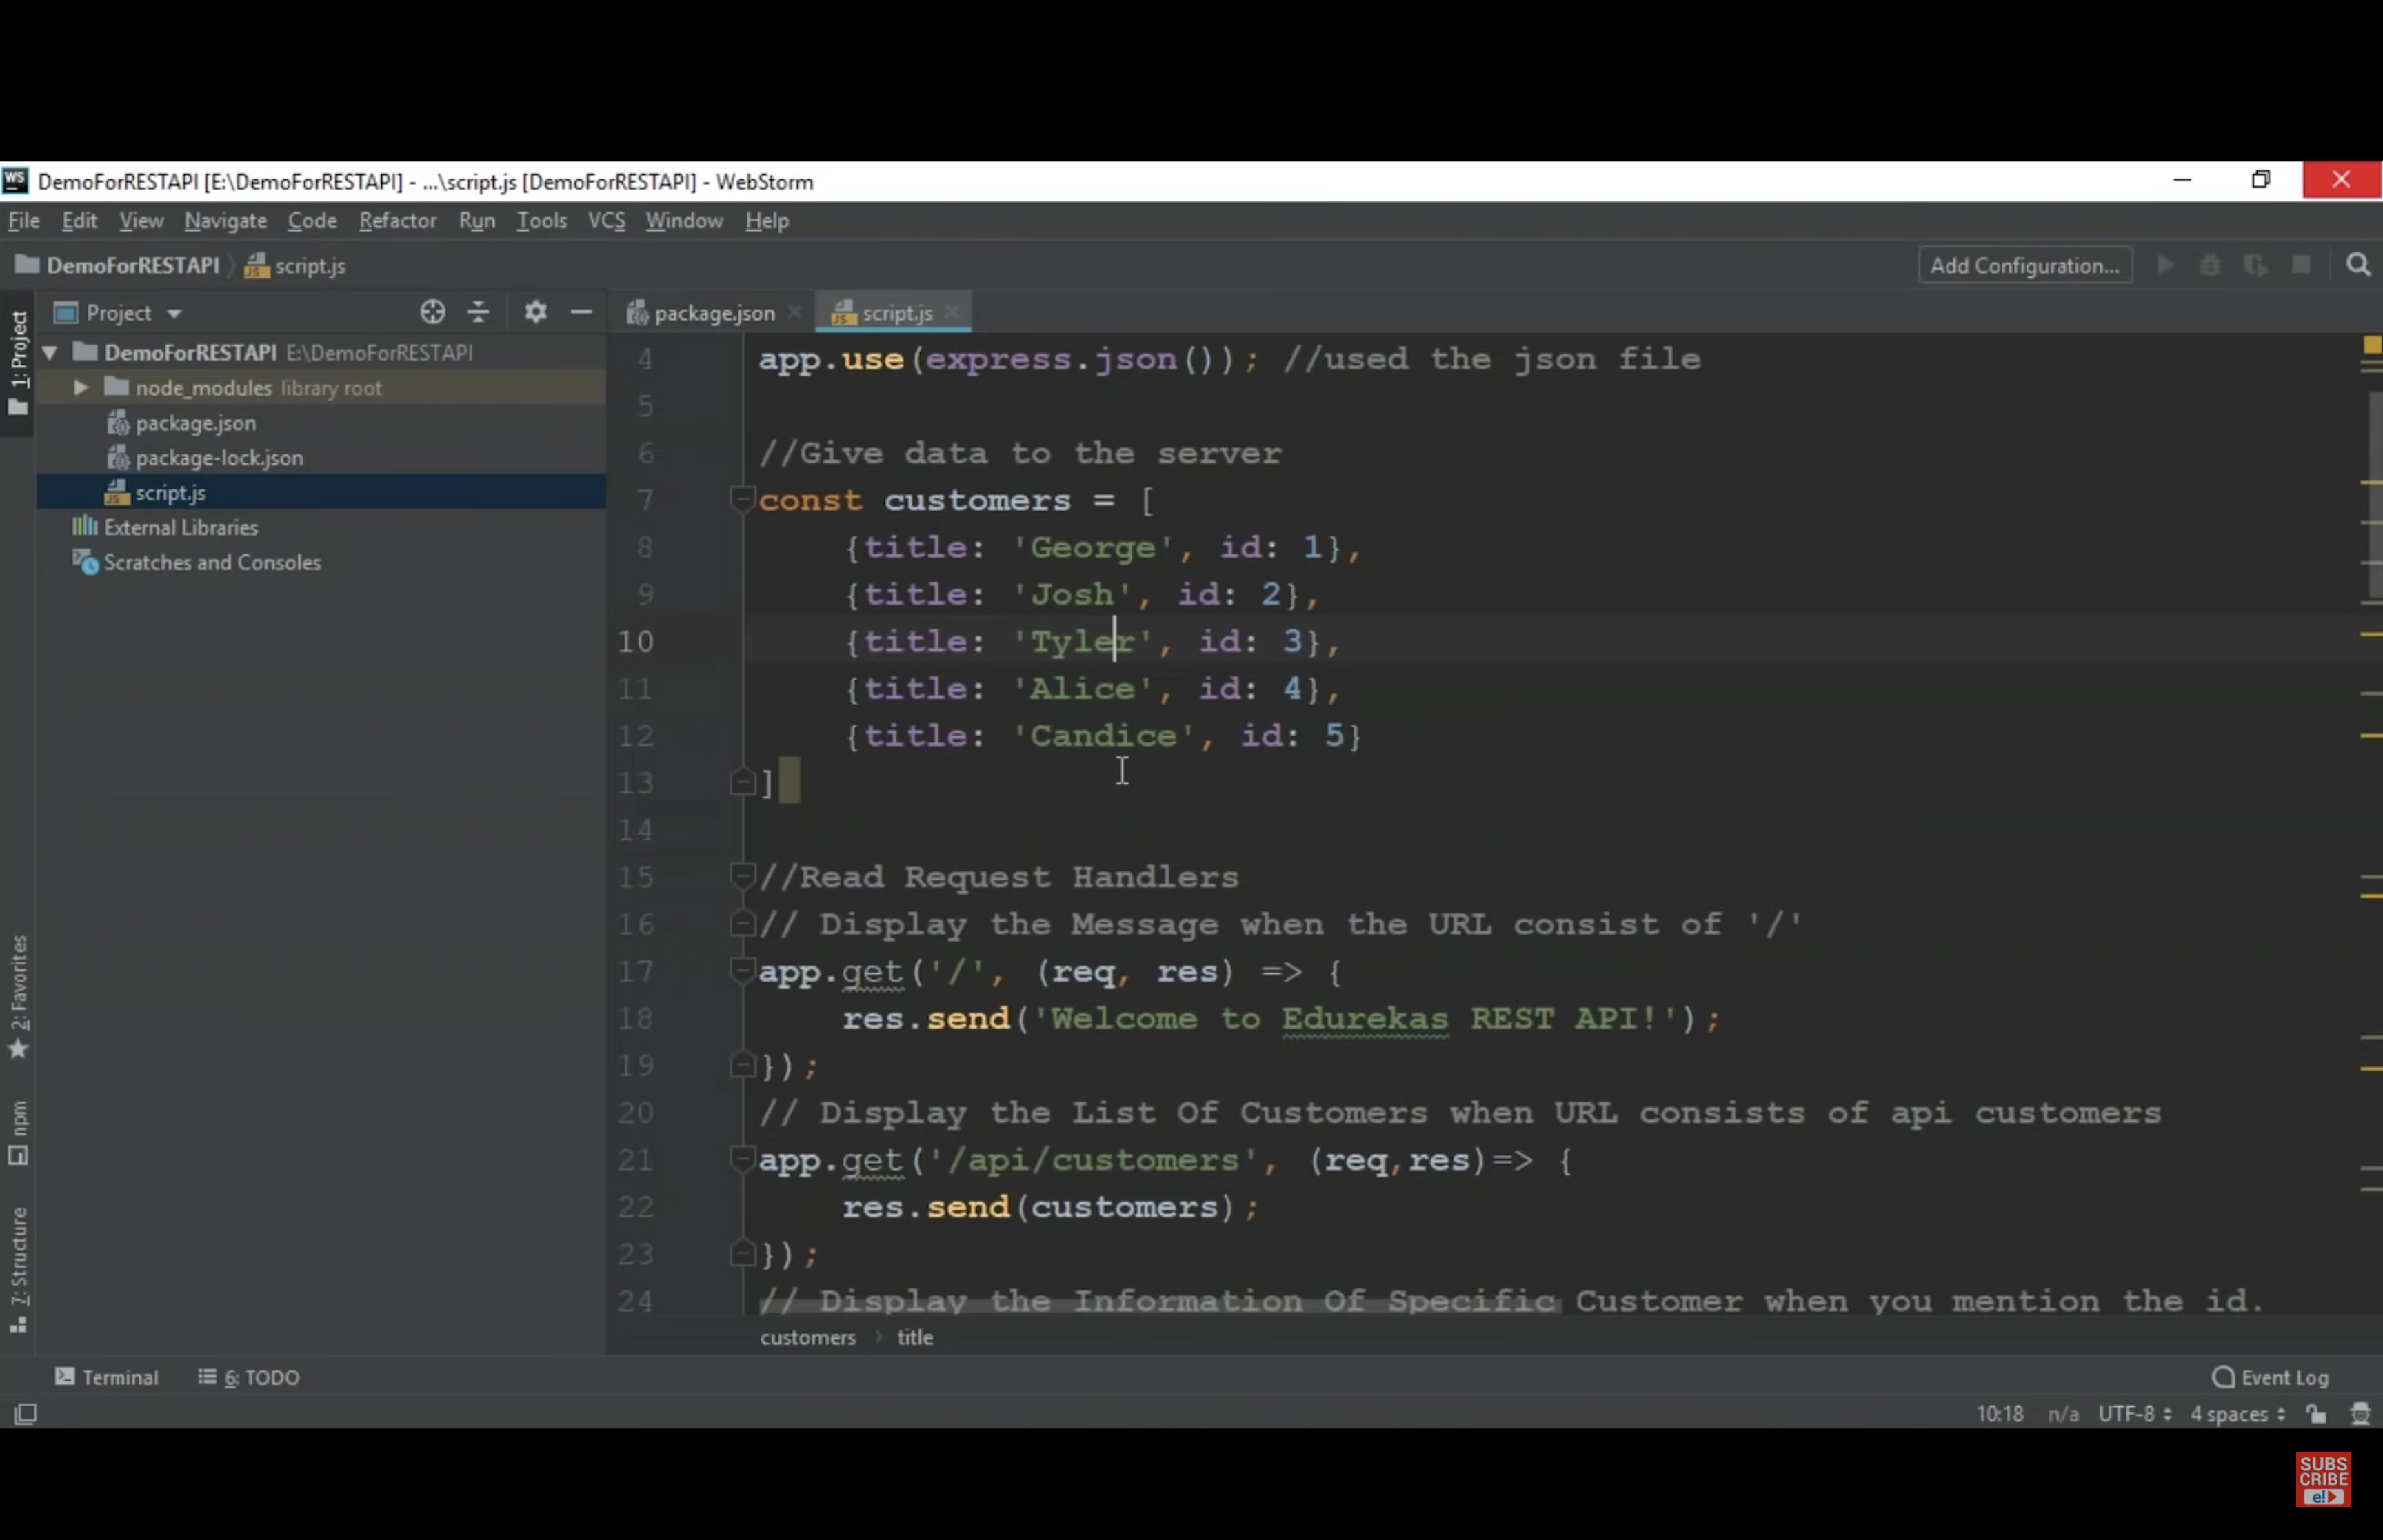 DemoForRESTAPI [E:\DemoForRESTAPI] - ...\script.js [DemoForRESTAPI] - WebStorm
File Edit View Navigate Code Refactor Run Tools VCS Window Help
DemoForRESTAPI script.js Add Configuration...
1: Project
Project
DemoForRESTAPI E:\DemoForRESTAPI
node_modules library root
package.json
package-lock.json
script.js
External Libraries
Scratches and Consoles
2: Favorites
npm
7: Structure
package.json script.js
4 app.use(express.json()); //used the json file
5
6 //Give data to the server
7 const customers = [
8 {title: 'George', id: 1},
9 {title: 'Josh', id: 2},
10 {title: 'Tyler', id: 3},
11 {title: 'Alice', id: 4},
12 {title: 'Candice', id: 5}
13 ]
14
15 //Read Request Handlers
16 // Display the Message when the URL consist of '/'
17 app.get('/', (req, res) => {
18 res.send('Welcome to Edurekas REST API!');
19 });
20 // Display the List Of Customers when URL consists of api customers
21 app.get('/api/customers', (req,res)=> {
22 res.send(customers);
23 });
24 // Display the Information Of Specific Customer when you mention the id.
customers title
Terminal 6: TODO Event Log
10:18 n/a UTF-8 4 spaces
SUBS
CRIBE
e!